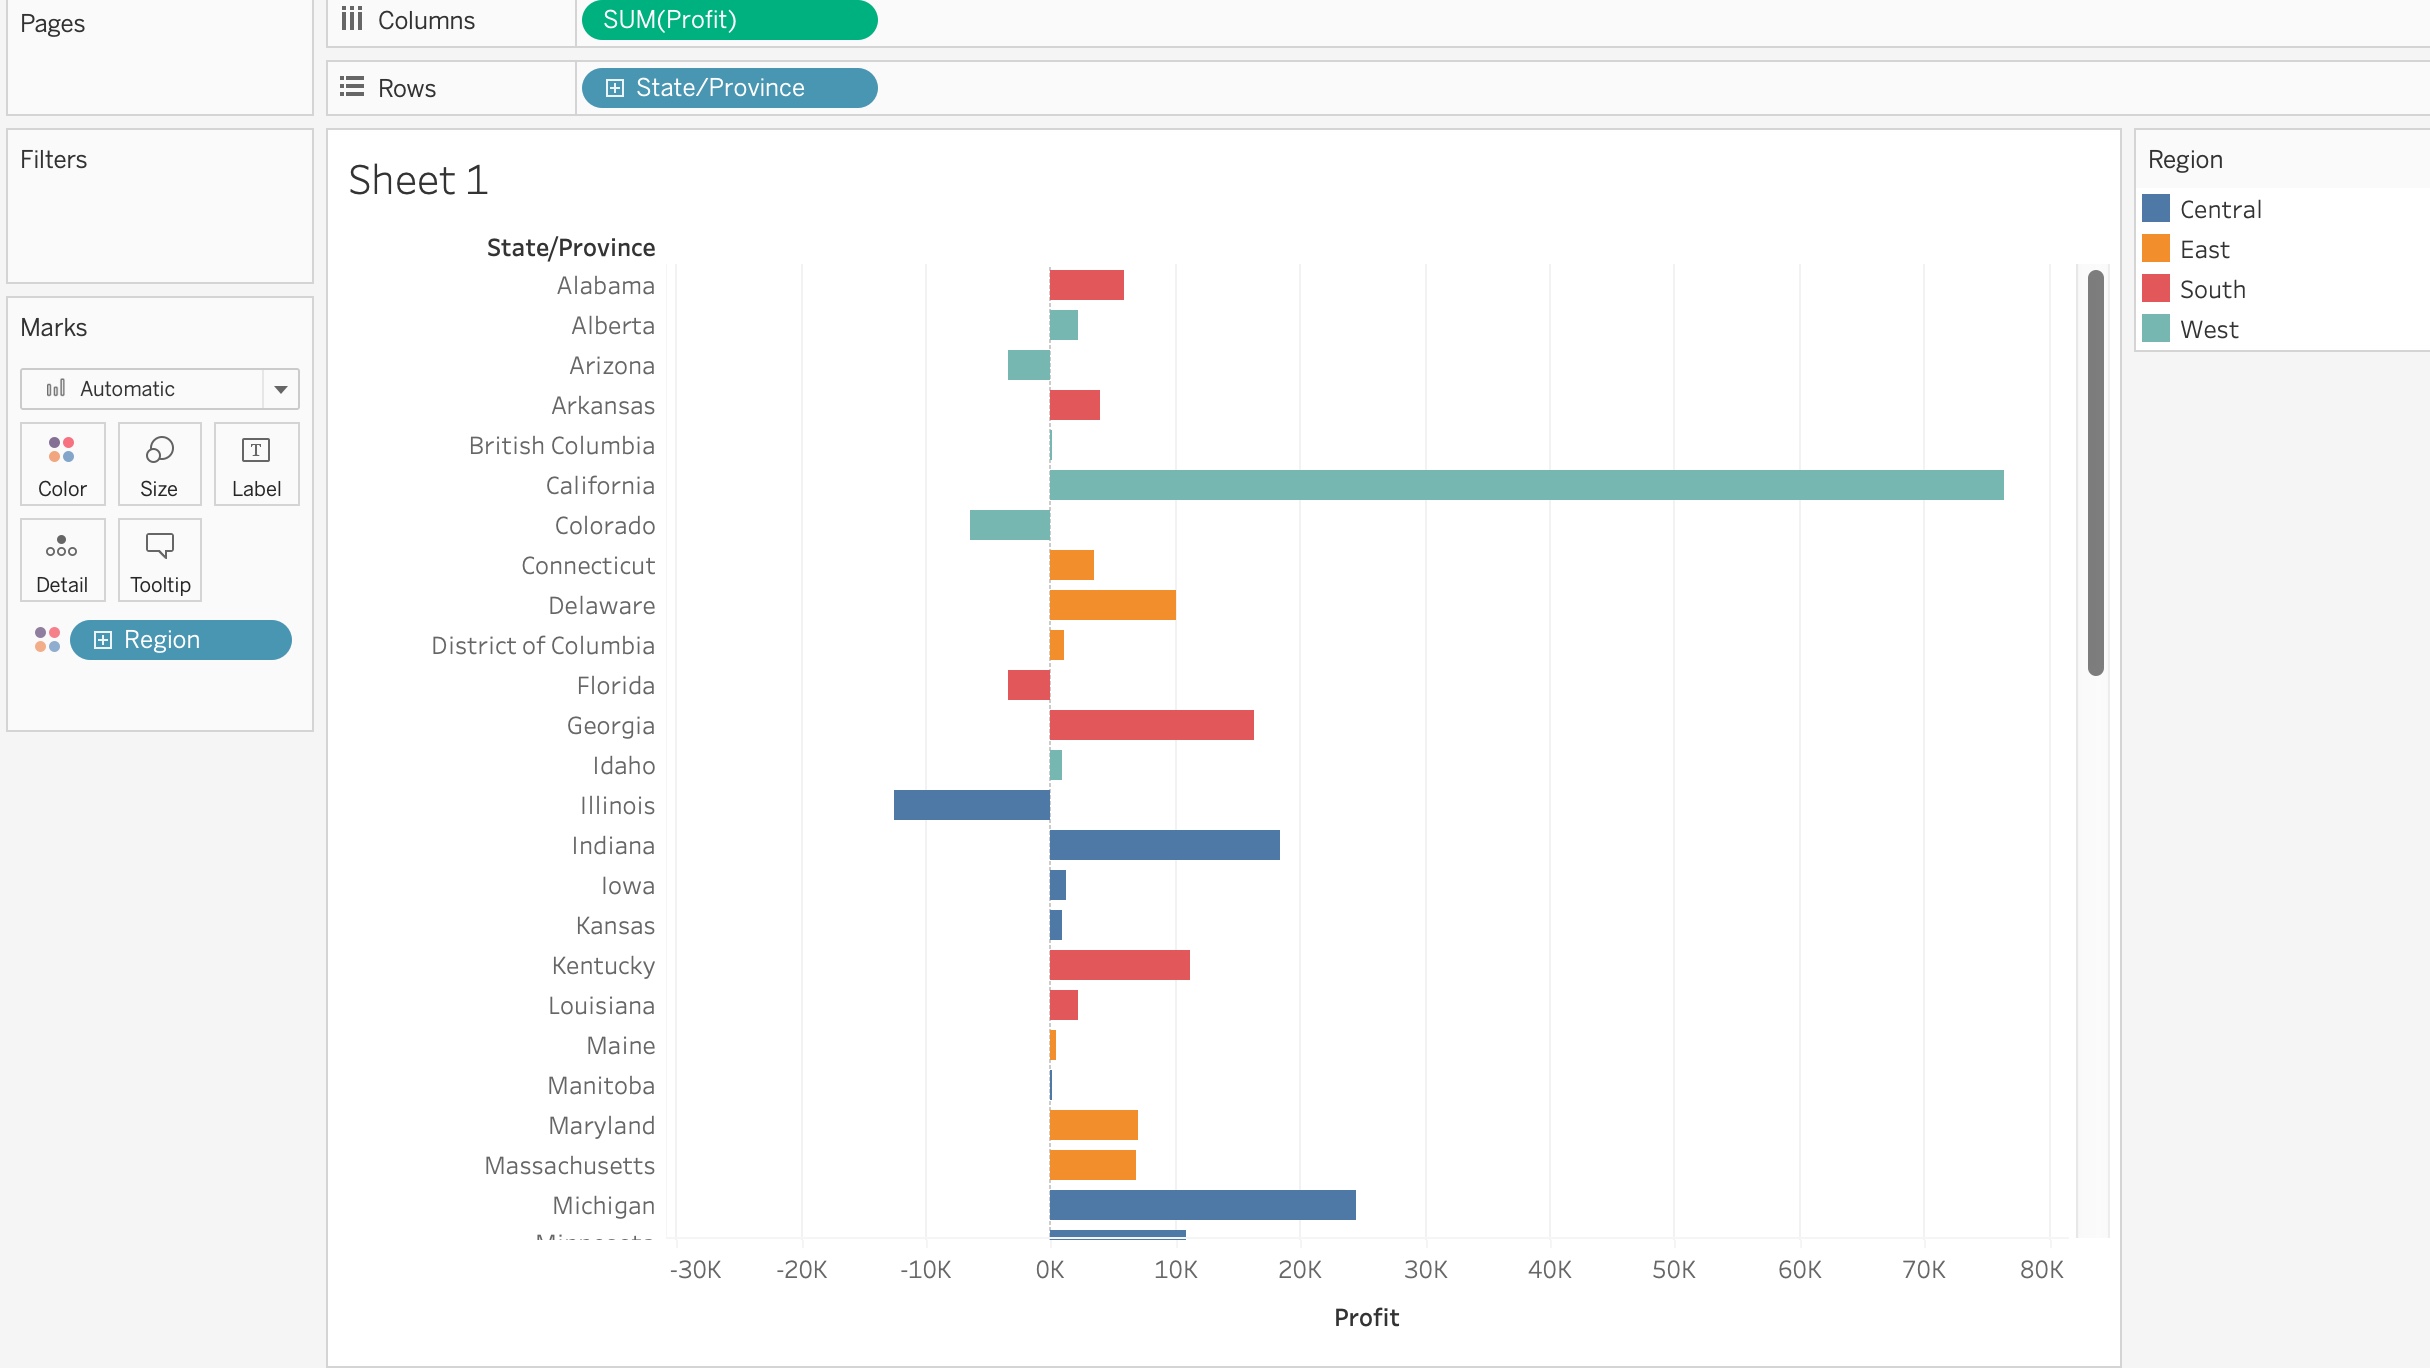 Pages
Columns
SUM(Profit)
Rows
State/Province
Filters
Marks
Automatic
Color
Size
T
Label
Detail
Tooltip
Region
Sheet 1
State/Province
Alabama
Alberta
Arizona
Arkansas
British Columbia
California
Colorado
Connecticut
Delaware
District of Columbia
Florida
Georgia
Idaho
Illinois
Indiana
Iowa
Kansas
Kentucky
Louisiana
Maine
Manitoba
Maryland
Massachusetts
Michigan
-30K -20K -10K 0K 10K 20K 30K 40K 50K 60K 70K 80K
Profit
Region
Central
East
South
West